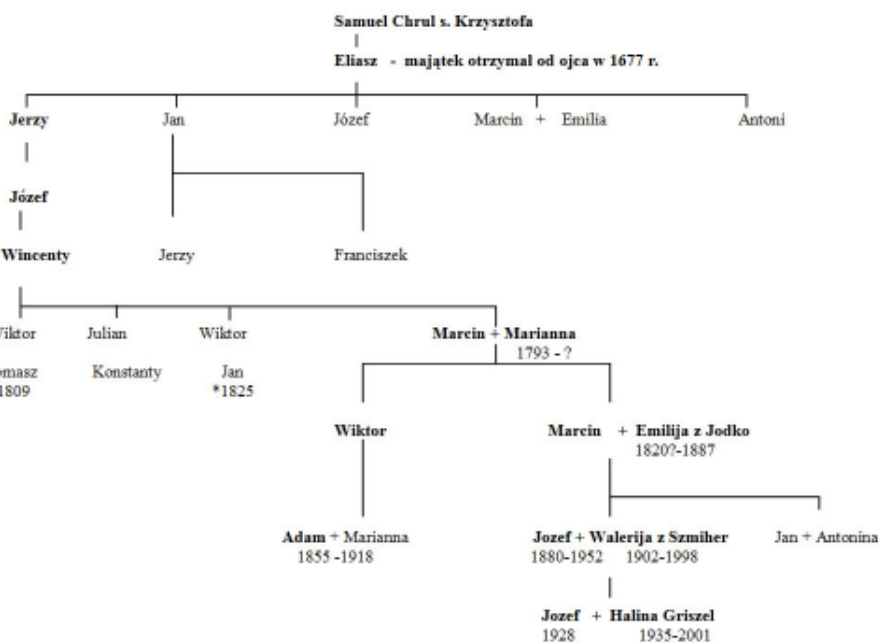 Samuel Chrul s. Krzysztofa
Eliasz - majątek otrzymał od ojca w 1677 r.
Jerzy Jan Józef Marcin + Emilia Antoni
Józef
Wincenty Jerzy Franciszek
Wiktor Julian Wiktor Marcin + Marianna
1793 - ?
omasz Konstanty Jan
1809 *1825
Wiktor Marcin + Emilija z Jodko
1820?-1887
Adam + Marianna Jozef + Walerija z Szmiher Jan + Antonina
1855 -1918 1880-1952 1902-1998
Jozef + Halina Griszel
1928 1935-2001